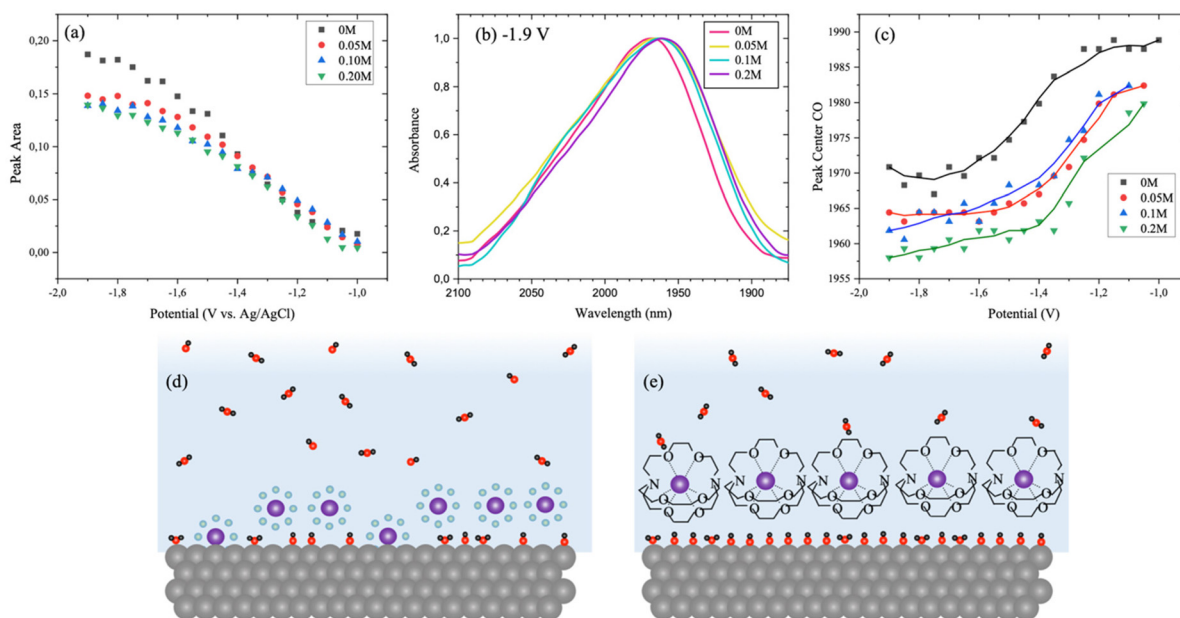 (a)
0M
0.05M
0.10M
0.20M
Peak Area
0,20
0,15
0,10
0,05
0,00
-2,0 -1,8 -1,6 -1,4 -1,2 -1,0
Potential (V vs. Ag/AgCl)
(b) -1.9 V
0M
0.05M
0.1M
0.2M
Absorbance
1,0
0,8
0,6
0,4
0,2
0,0
2100 2050 2000 1950 1900
Wavelength (nm)
(c)
Peak Center CO
1990
1985
1980
1975
1970
1965
1960
1955
0M
0.05M
0.1M
0.2M
-2,0 -1,8 -1,6 -1,4 -1,2 -1,0
Potential (V)
(d)
(e)
O O O O O O O O O O
N N N N N N N N N N
O O O O O O O O O O
O O O O O O O O O O